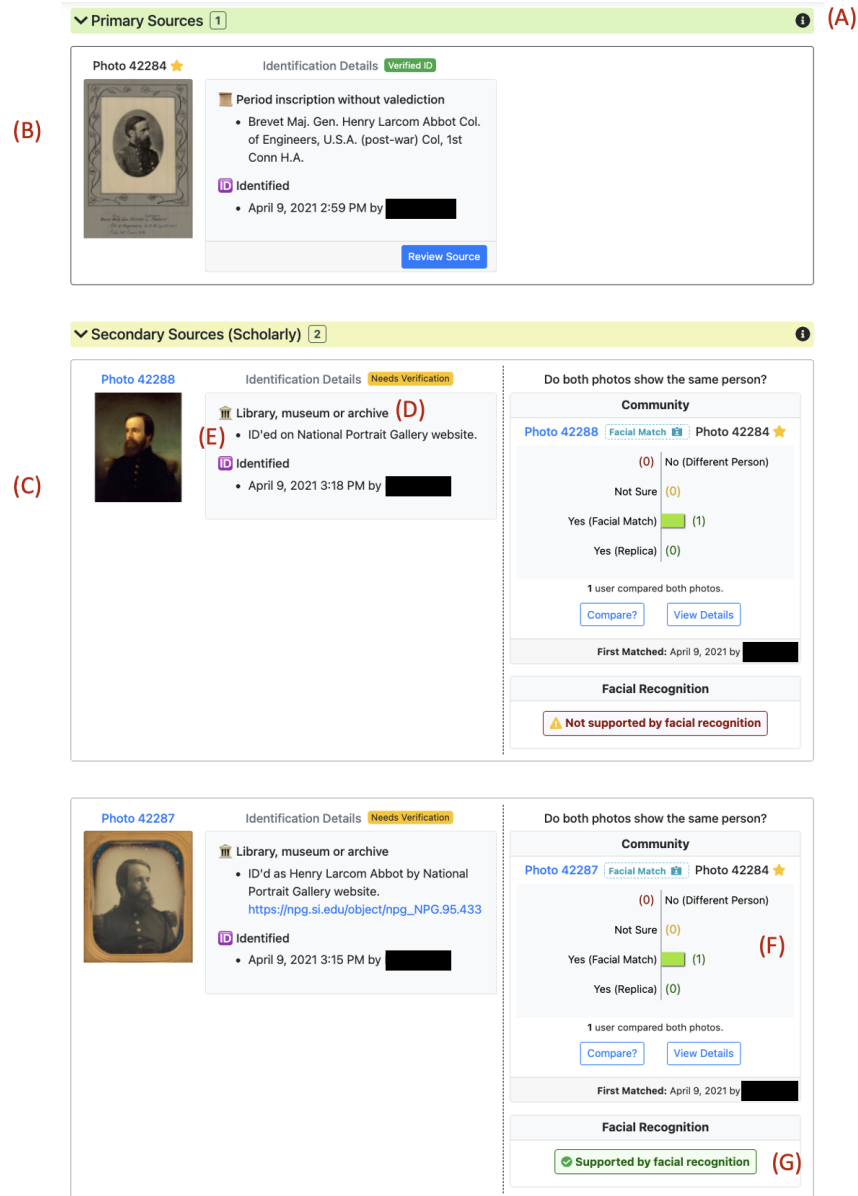 Primary Sources 1
(A)
Photo 42284
Identification Details Verified ID
(B)
Period inscription without valediction
• Brevet Maj. Gen. Henry Larcom Abbot Col.
of Engineers, U.S.A. (post-war) Col, 1st
Conn H.A.
ID Identified
• April 9, 2021 2:59 PM by
Review Source
Secondary Sources (Scholarly) 2
Photo 42288
Identification Details Needs Verification
Library, museum or archive (D)
(E) • ID'ed on National Portrait Gallery website.
ID Identified
(C)
• April 9, 2021 3:18 PM by
Do both photos show the same person?
Community
Photo 42288 Facial Match Photo 42284
(0) No (Different Person)
Not Sure (0)
Yes (Facial Match) (1)
Yes (Replica) (0)
1 user compared both photos.
Compare? View Details
First Matched: April 9, 2021 by
Facial Recognition
Not supported by facial recognition
Photo 42287
Identification Details Needs Verification
Library, museum or archive
• ID'd as Henry Larcom Abbot by National
Portrait Gallery website.
https://npg.si.edu/object/npg_NPG.95.433
ID Identified
• April 9, 2021 3:15 PM by
Do both photos show the same person?
Community
Photo 42287 Facial Match Photo 42284
(0) No (Different Person)
Not Sure (0)
(F)
Yes (Facial Match) (1)
Yes (Replica) (0)
1 user compared both photos.
Compare? View Details
First Matched: April 9, 2021 by
Facial Recognition
Supported by facial recognition (G)